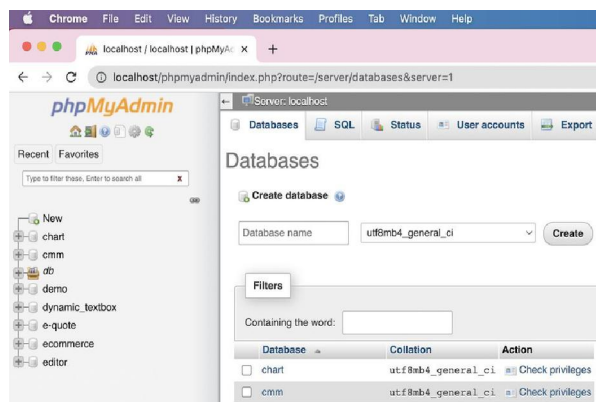 Chrome File Edit View History Bookmarks Profiles Tab Window Help
localhost / localhost | phpMyAd × +
localhost/phpmyadmin/index.php?route=/server/databases&server=1
phpMyAdmin
Recent Favorites
Type to filter these, Enter to search all X
New
chart
cmm
db
demo
dynamic_textbox
e-quote
ecommerce
editor
Server: localhost
Databases SQL Status User accounts Export
Databases
Create database
Database name utf8mb4_general_ci Create
Filters
Containing the word:
Database Collation Action
chart utf8mb4_general_ci Check privileges
cmm utf8mb4_general_ci Check privileges